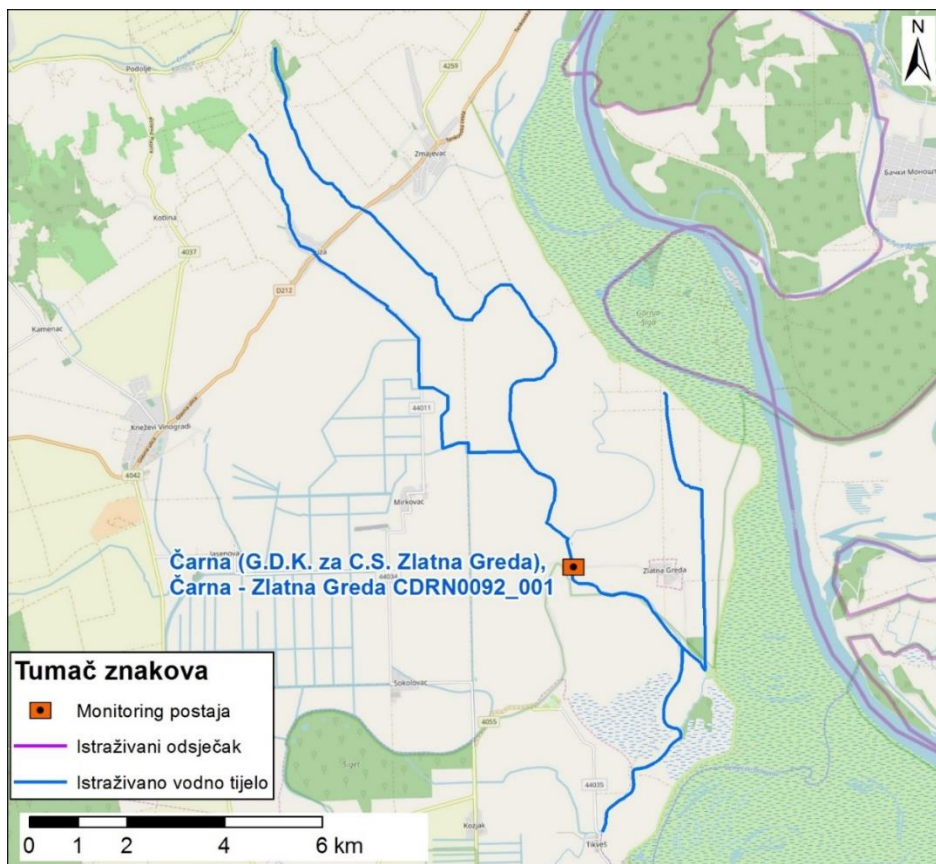 N
Podolje
4259
Zmajevac
Бачки Моношт
Kotlina
4037
D212
Kamenac
44011
Kneževi Vinogradi
4042
Mirkovac
Čarna (G.D.K. za C.S. Zlatna Greda),
Čarna - Zlatna Greda CDRN0092_001
44034
Zlatna Greda
Sokolovac
4055
44035
Kozjak
Tikveš
Tumač znakova
Monitoring postaja
Istraživani odsječak
Istraživano vodno tijelo
0 1 2 4 6 km